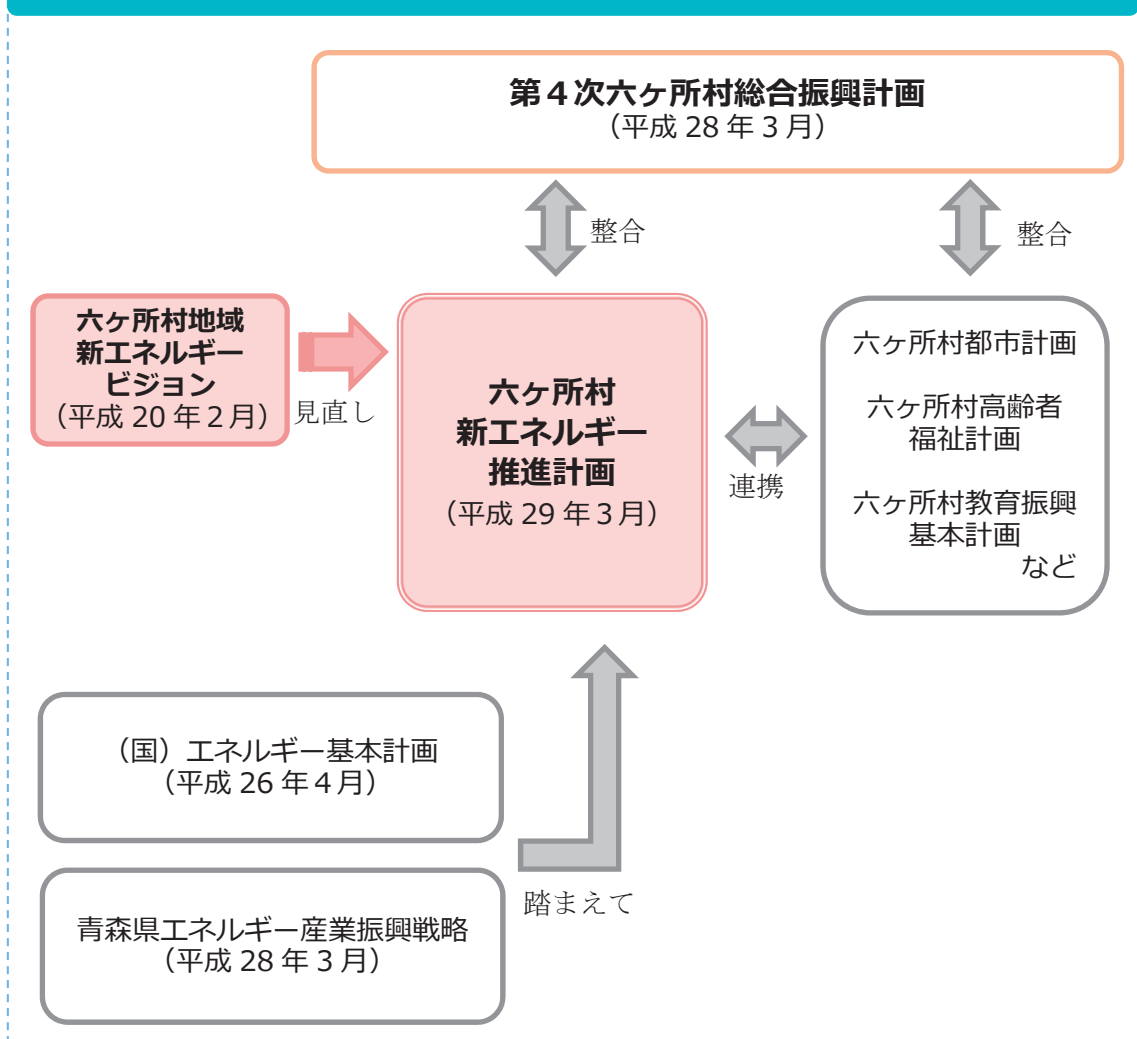 第４次六ヶ所村総合振興計画
（平成 28 年 3 月）
整合
整合
六ヶ所村地域
新エネルギー
ビジョン
（平成 20 年 2 月）
見直し
六ヶ所村
新エネルギー
推進計画
（平成 29 年 3 月）
連携
六ヶ所村都市計画
六ヶ所村高齢者
福祉計画
六ヶ所村教育振興
基本計画
など
（国）エネルギー基本計画
（平成 26 年 4 月）
踏まえて
青森県エネルギー産業振興戦略
（平成 28 年 3 月）